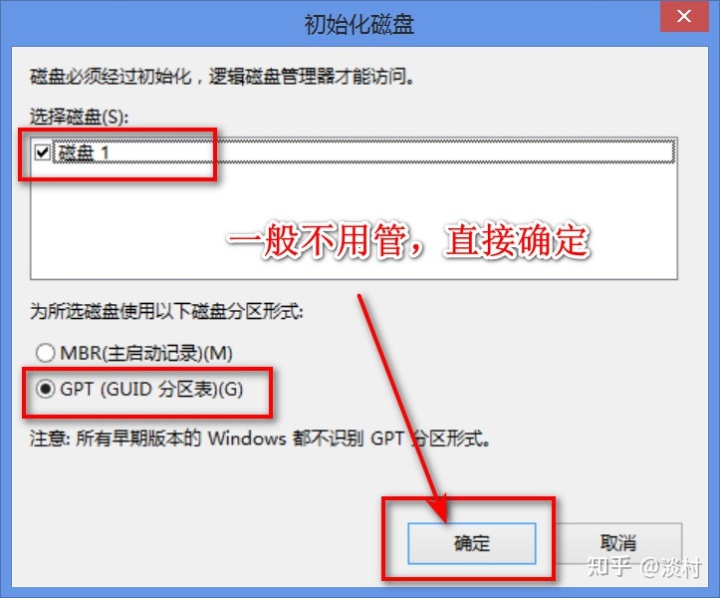 初始化磁盘
磁盘必须经过初始化，逻辑磁盘管理器才能访问。
选择磁盘(S):
磁盘 1
一般不用管，直接确定
为所选磁盘使用以下磁盘分区形式:
MBR(主启动记录)(M)
GPT (GUID 分区表)(G)
注意: 所有早期版本的 Windows 都不识别 GPT 分区形式。
确定
取消
知乎 @淡村